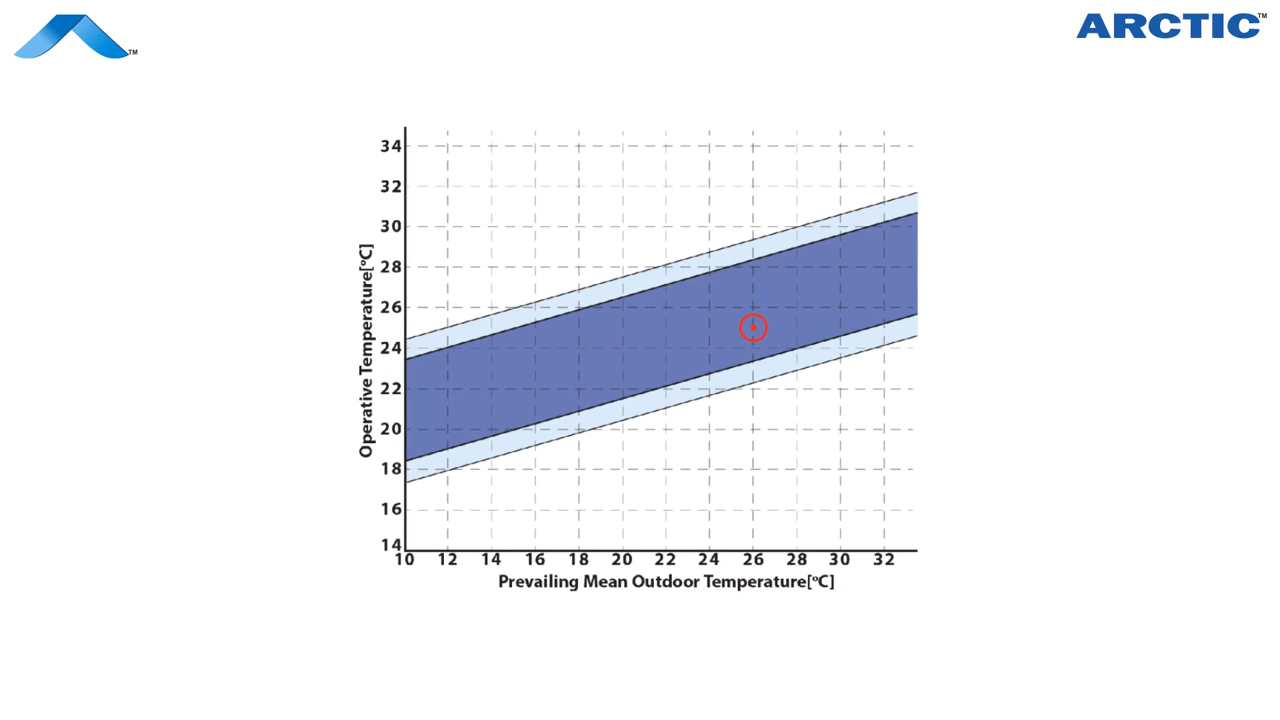 TM
ARCTIC™
34
32
30
28
26
24
22
20
18
16
14
Operative Temperature[°C]
10 12 14 16 18 20 22 24 26 28 30 32
Prevailing Mean Outdoor Temperature[°C]